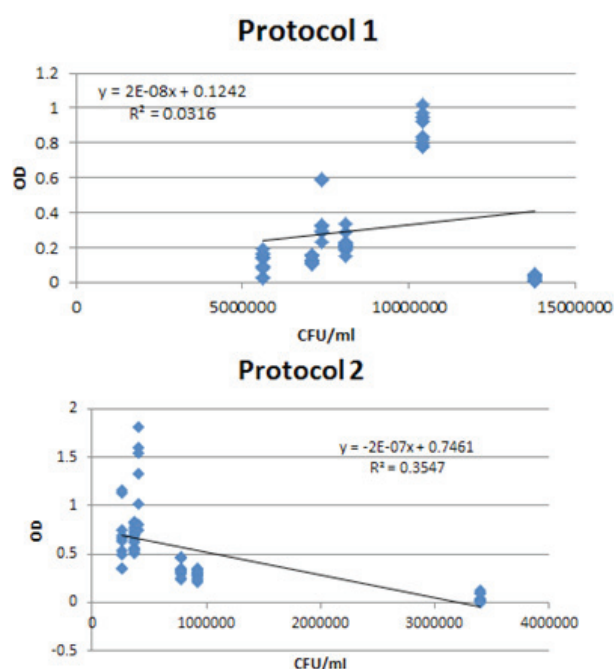 Protocol 1
1.2
y = 2E-08x + 0.1242
1
R² = 0.0316
0.8
OD
0.6
0.4
0.2
0
0 5000000 10000000 15000000
CFU/ml
Protocol 2
2
y = -2E-07x + 0.7461
1.5
R² = 0.3547
1
OD
0.5
0
0 1000000 2000000 3000000 4000000
-0.5
CFU/ml